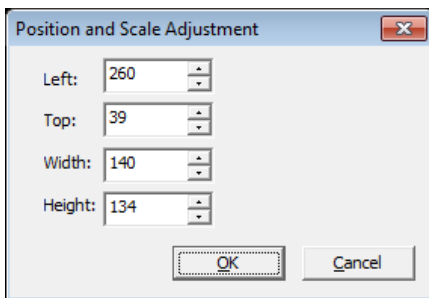 Position and Scale Adjustment
Left: 260
Top: 39
Width: 140
Height: 134
OK Cancel